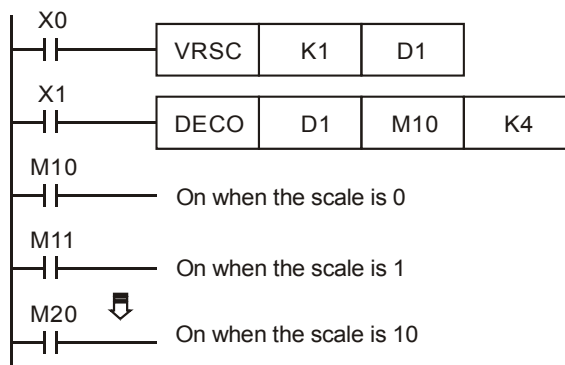 X0
VRSC K1 D1
X1
DECO D1 M10 K4
M10
On when the scale is 0
M11
On when the scale is 1
M20
On when the scale is 10